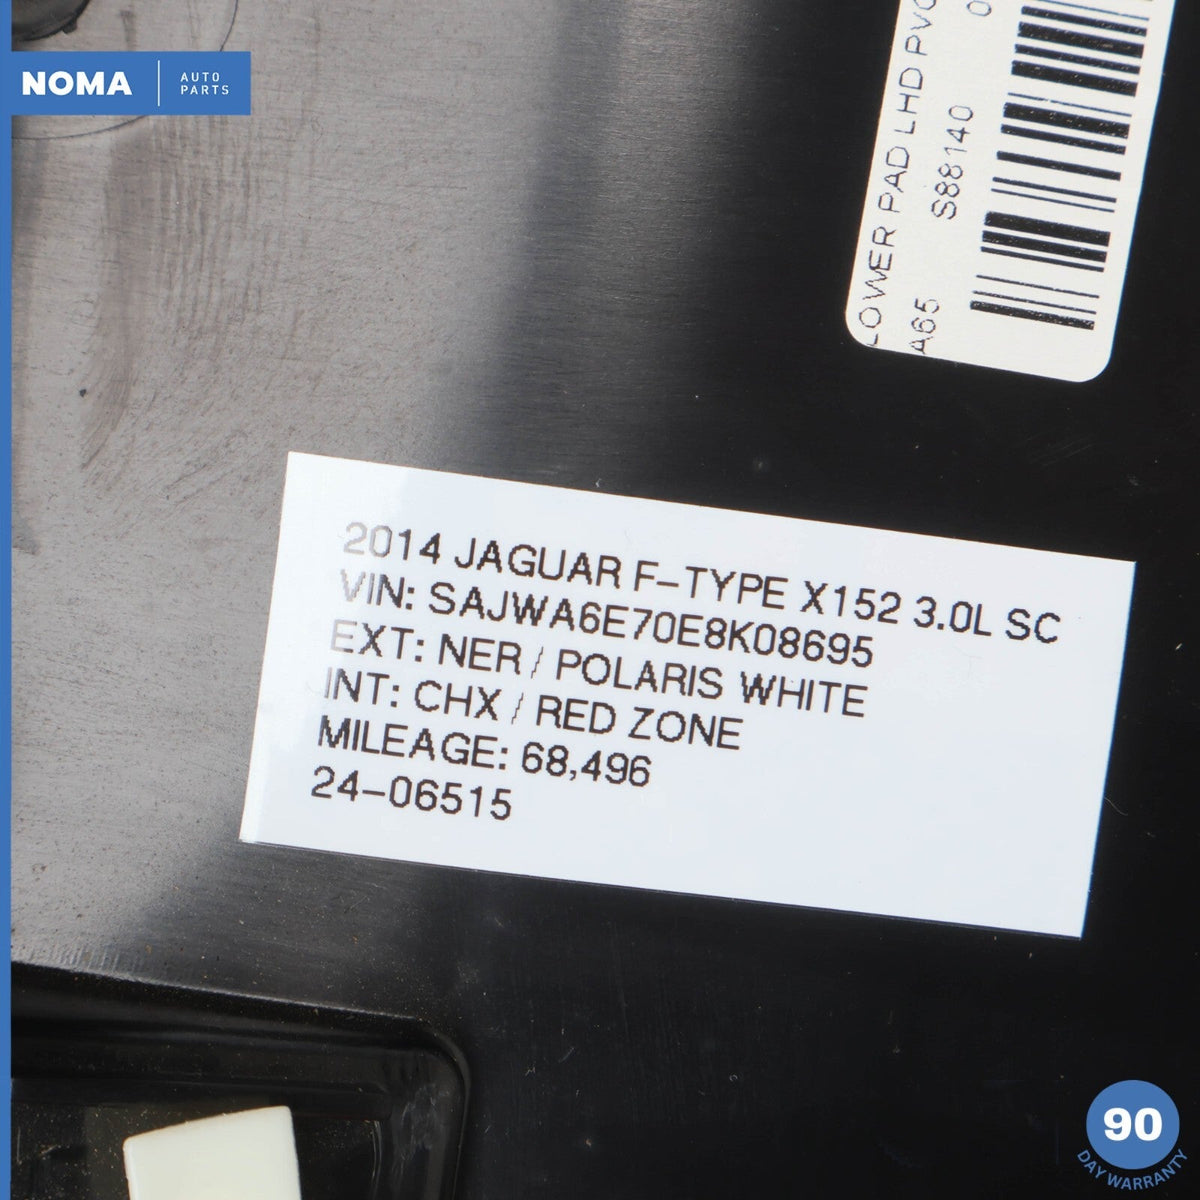 NOMA
AUTO
PARTS
LOWER PAD LHD PVC
A65 S88140 0
2014 JAGUAR F-TYPE X152 3.0L SC
VIN: SAJWA6E70E8K08695
EXT: NER / POLARIS WHITE
INT: CHX / RED ZONE
MILEAGE: 68,496
24-06515
90
DAY WARRANTY